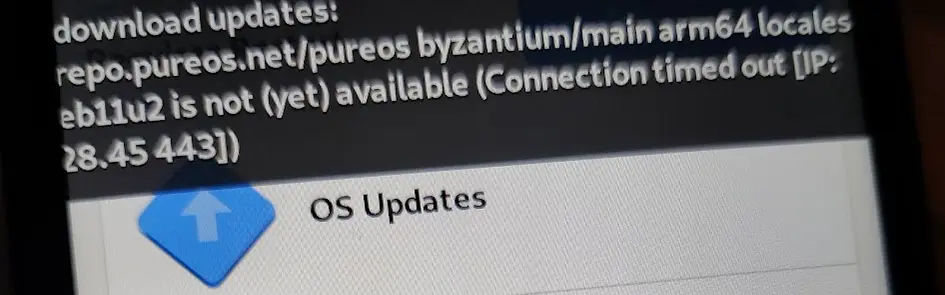 download updates:
repo.pureos.net/pureos byzantium/main arm64 locales
eb11u2 is not (yet) available (Connection timed out [IP:
28.45 443])
OS Updates